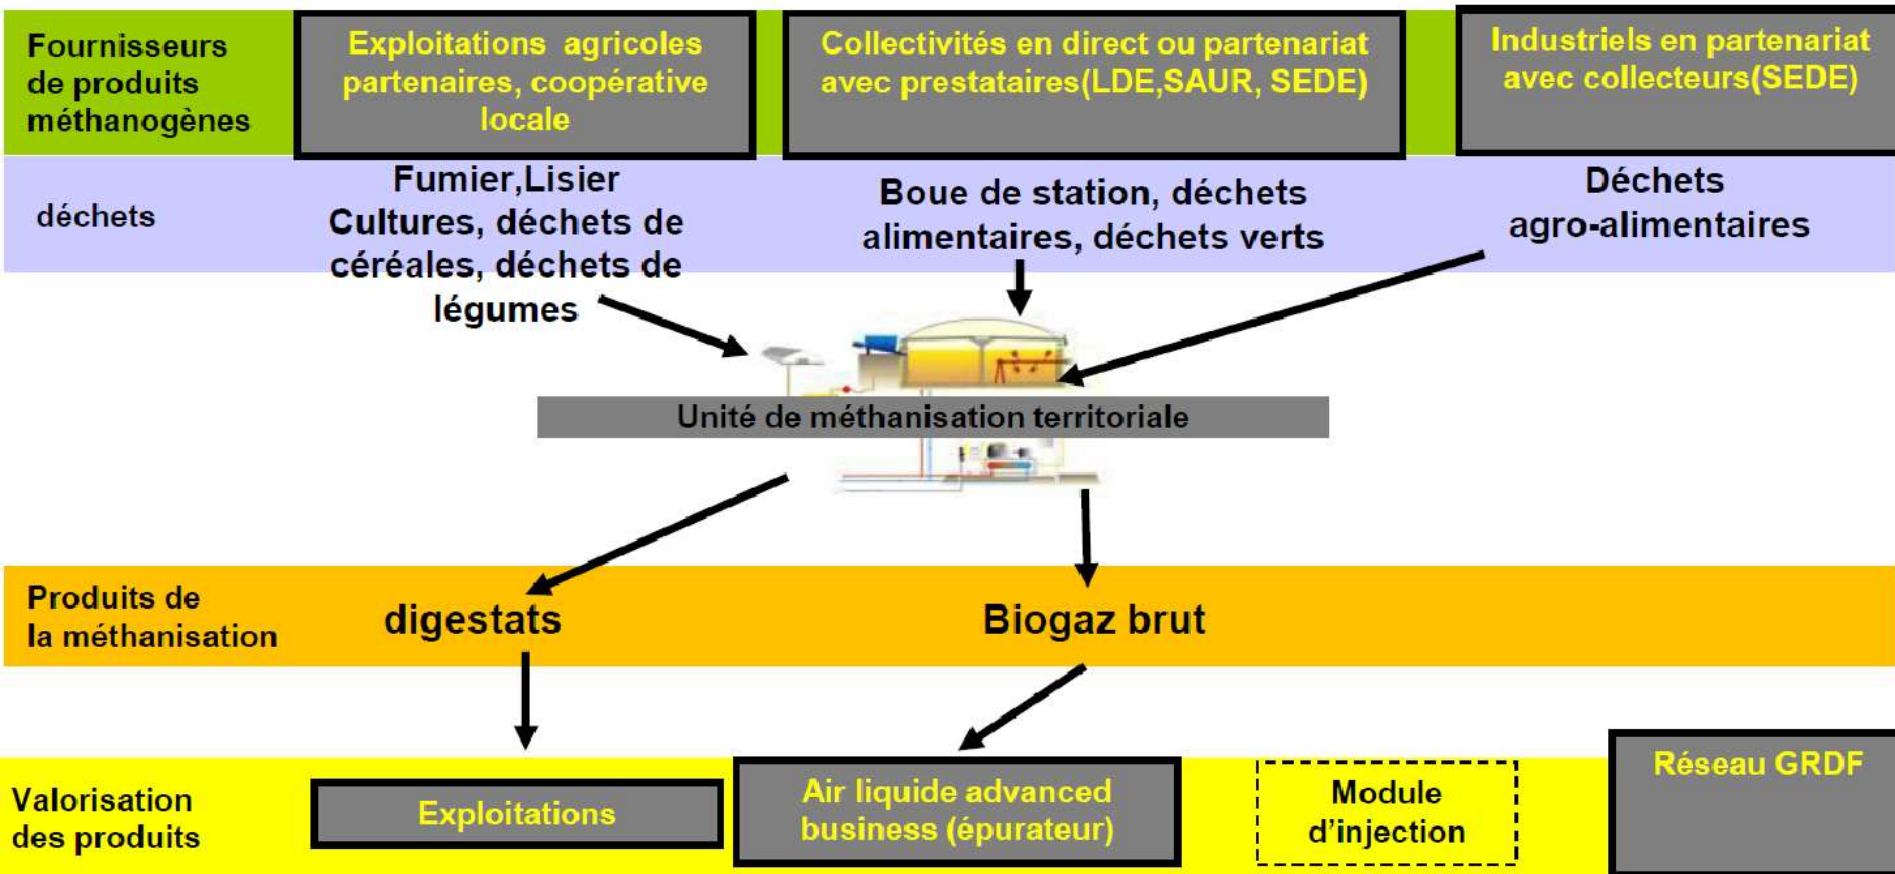 Fournisseurs
de produits
méthanogènes
Exploitations agricoles
partenaires, coopérative
locale
Collectivités en direct ou partenariat
avec prestataires(LDE,SAUR, SEDE)
Industriels en partenariat
avec collecteurs(SEDE)
déchets
Fumier,Lisier
Cultures, déchets de
céréales, déchets de
légumes
Boue de station, déchets
alimentaires, déchets verts
Déchets
agro-alimentaires
Unité de méthanisation territoriale
Produits de
la méthanisation
digestats
Biogaz brut
Valorisation
des produits
Exploitations
Air liquide advanced
business (épurateur)
Module
d'injection
Réseau GRDF